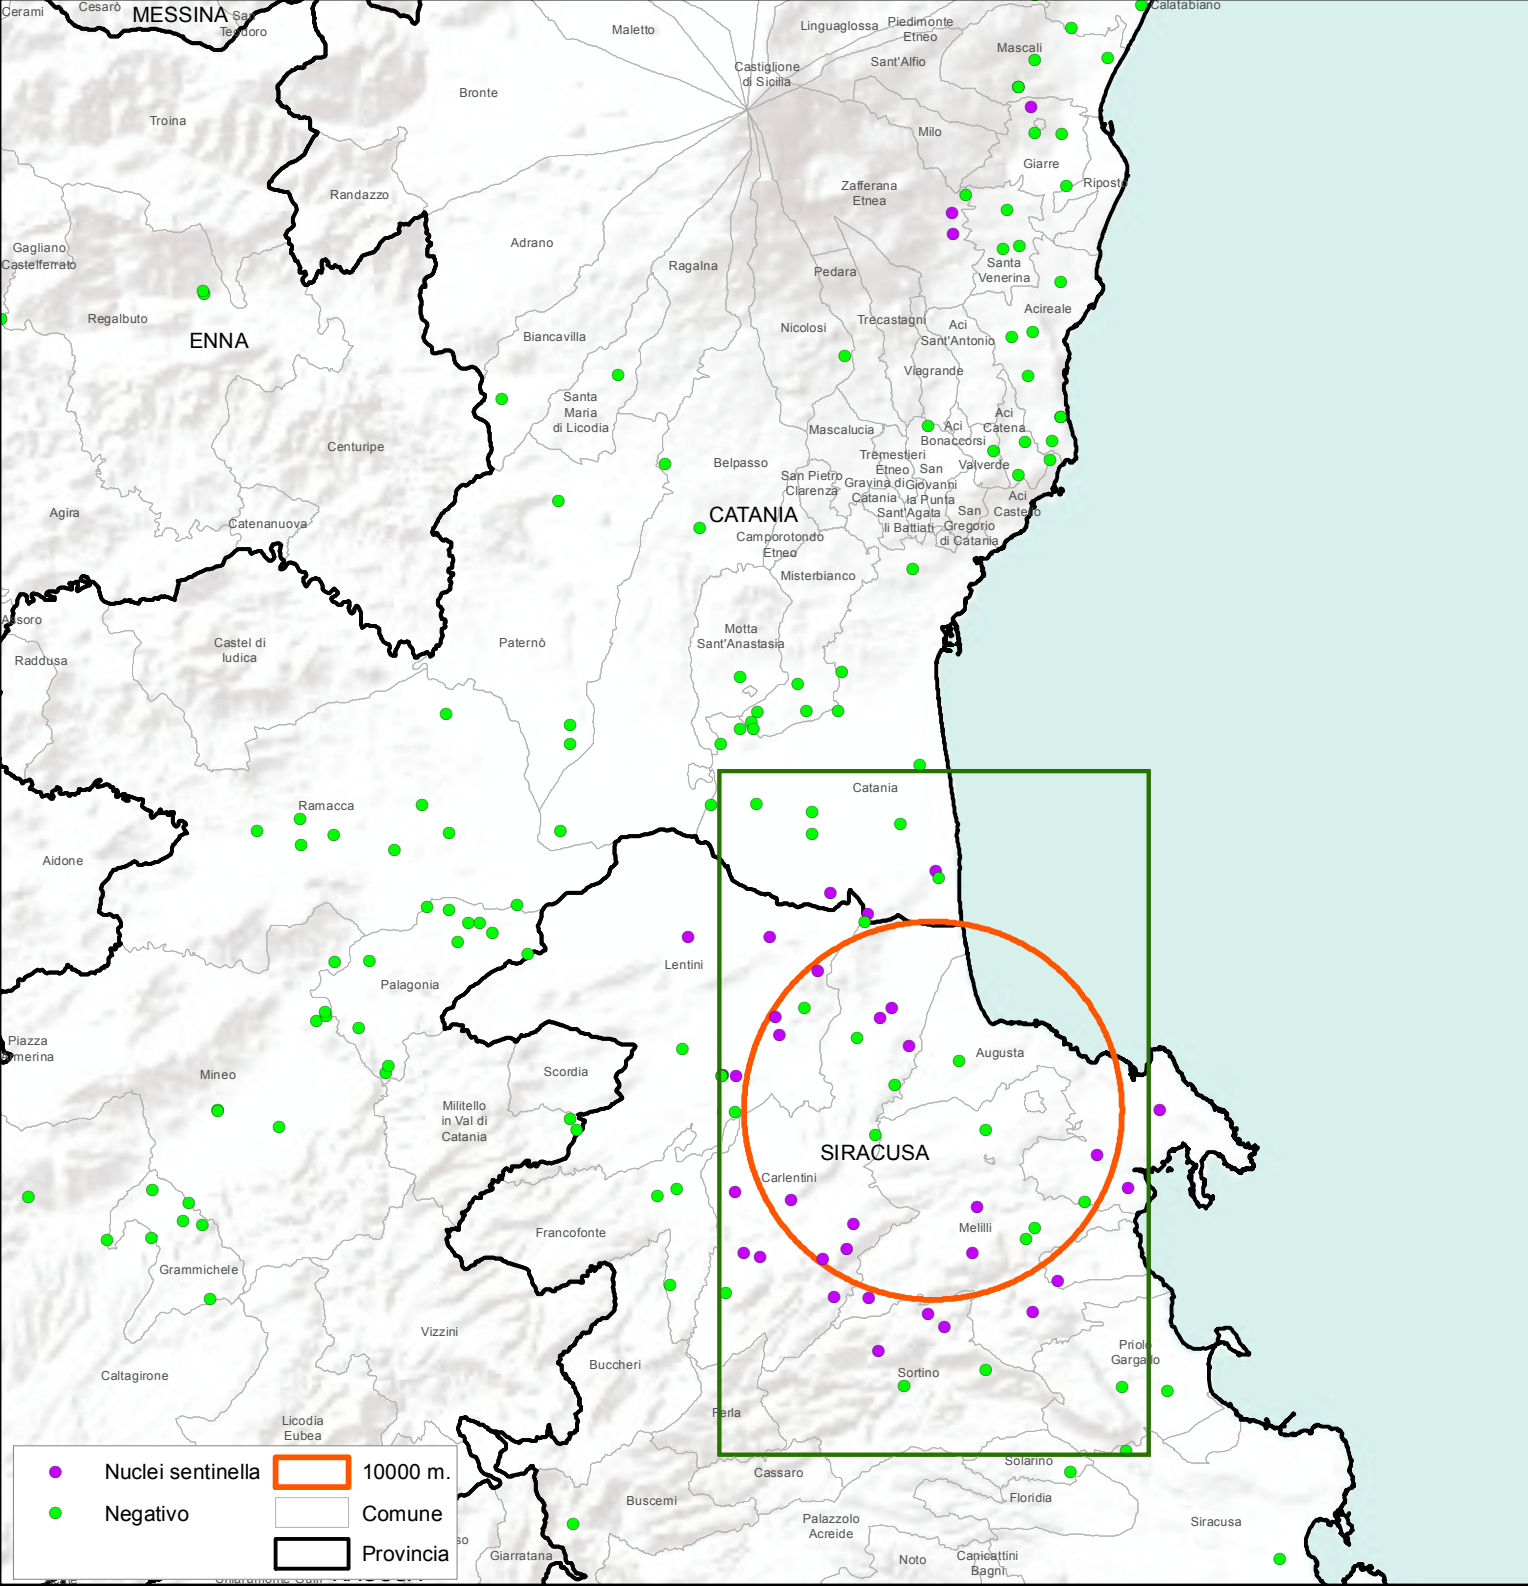 Cerami
Cesarò
MESSINA
San
Teodoro
Maletto
Linguaglossa
Piedimonte
Etneo
Calatabiano
Mascali
Sant'Alfio
Castiglione
di Sicilia
Bronte
Troina
Milo
Giarre
Riposto
Randazzo
Zafferana
Etnea
Gagliano
Castelferrato
Adrano
Ragalna
Pedara
Santa
Venerina
Regalbuto
ENNA
Biancavilla
Nicolosi
Trecastagni
Aci
Sant'Antonio
Acireale
Viagrande
Santa
Maria
di Licodia
Aci
Catena
Centuripe
Mascalucia
Aci
Bonaccorsi
Belpasso
Tremestieri
Etneo
Valverde
San Pietro
Clarenza
Gravina di
Catania
San
Giovanni
la Punta
Agira
Catenanuova
CATANIA
Sant'Agata
li Battiati
San
Gregorio
di Catania
Aci
Castello
Camporotondo
Etneo
Misterbianco
Assoro
Raddusa
Castel di
Iudica
Paternò
Motta
Sant'Anastasia
Catania
Ramacca
Aidone
Lentini
Palagonia
Piazza
Armerina
Mineo
Scordia
Augusta
Militello
in Val di
Catania
SIRACUSA
Carlentini
Francofonte
Melilli
Grammichele
Vizzini
Priolo
Gargallo
Caltagirone
Buccheri
Sortino
Licodia
Eubea
Ferla
Cassaro
Solarino
Buscemi
Floridia
Palazzolo
Acreide
Siracusa
Giarratana
Noto
Canicattini
Bagni
Nuclei sentinella
10000 m.
Negativo
Comune
Provincia